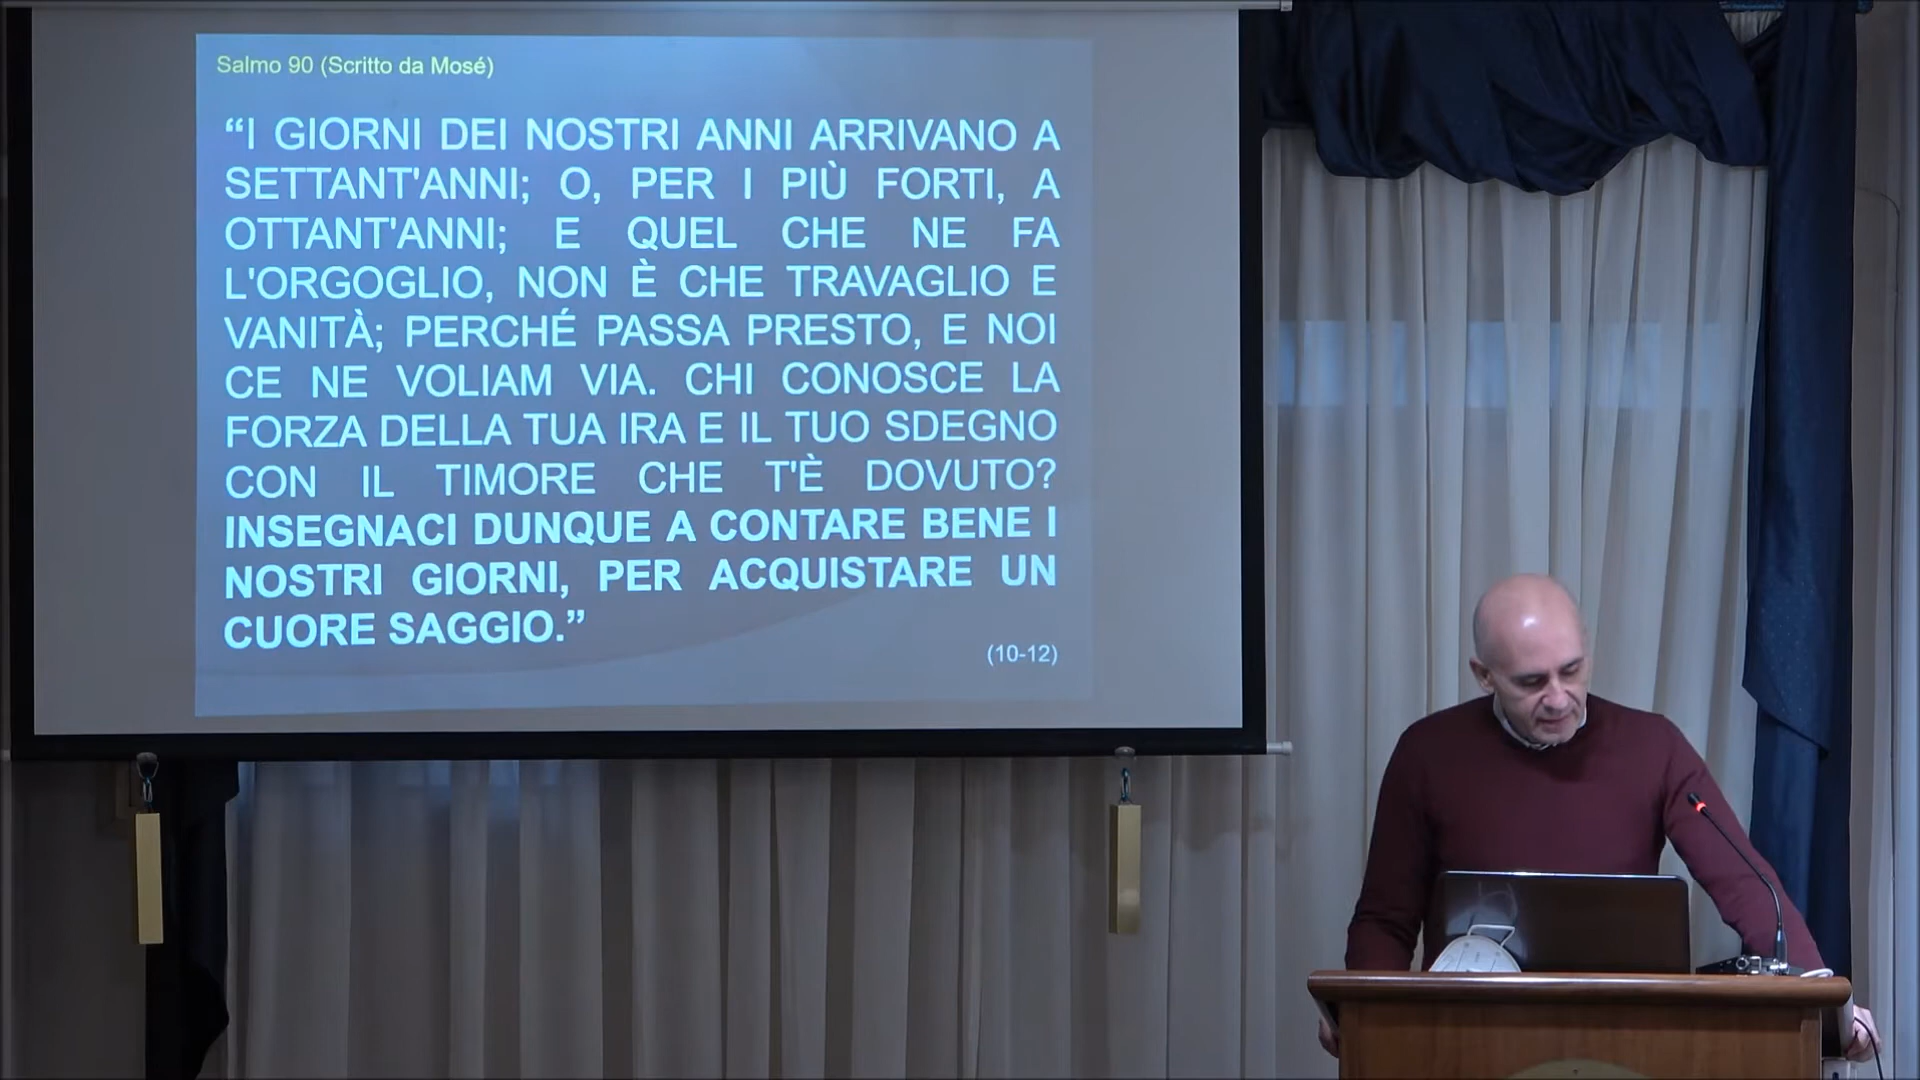 Salmo 90 (Scritto da Mosé)
“I GIORNI DEI NOSTRI ANNI ARRIVANO A
SETTANT'ANNI; O, PER I PIÙ FORTI, A
OTTANT'ANNI; E QUEL CHE NE FA
L'ORGOGLIO, NON È CHE TRAVAGLIO E
VANITÀ; PERCHÉ PASSA PRESTO, E NOI
CE NE VOLIAM VIA. CHI CONOSCE LA
FORZA DELLA TUA IRA E IL TUO SDEGNO
CON IL TIMORE CHE T'È DOVUTO?
INSEGNACI DUNQUE A CONTARE BENE I
NOSTRI GIORNI, PER ACQUISTARE UN
CUORE SAGGIO.”
(10-12)